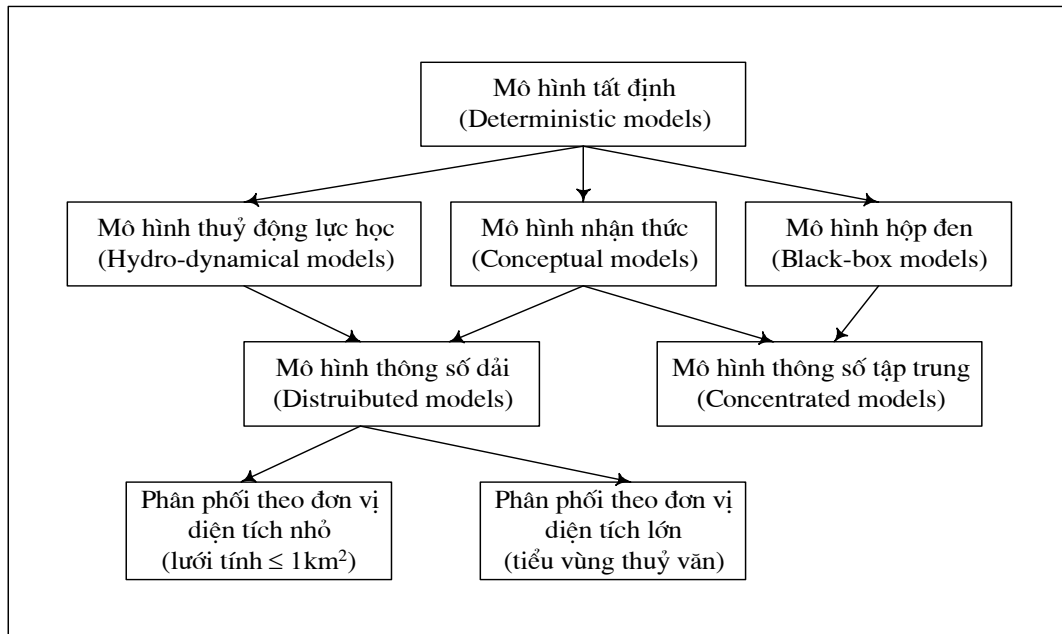 Mô hình tất định
(Deterministic models)
Mô hình thuỷ động lực học
(Hydro-dynamical models)
Mô hình nhận thức
(Conceptual models)
Mô hình hộp đen
(Black-box models)
Mô hình thông số dải
(Distruibuted models)
Mô hình thông số tập trung
(Concentrated models)
Phân phối theo đơn vị
diện tích nhỏ
(lưới tính ≤ 1km²)
Phân phối theo đơn vị
diện tích lớn
(tiểu vùng thuỷ văn)